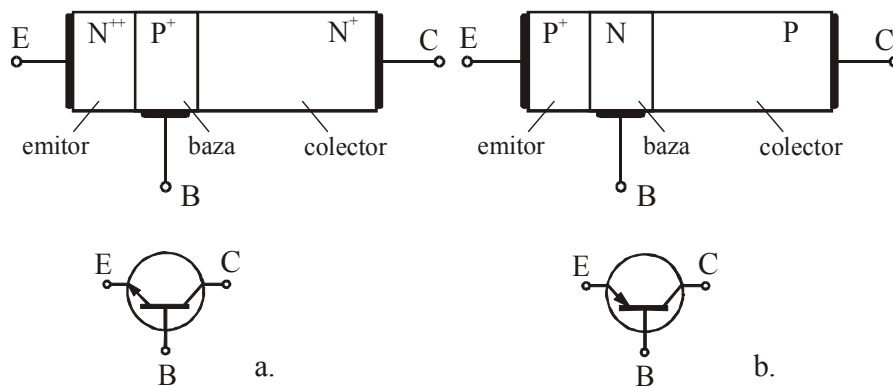 E N⁺⁺ P⁺ N⁺ C
emitor baza colector
B
E P⁺ N P C
emitor baza colector
B
E C
B a.
E C
B b.